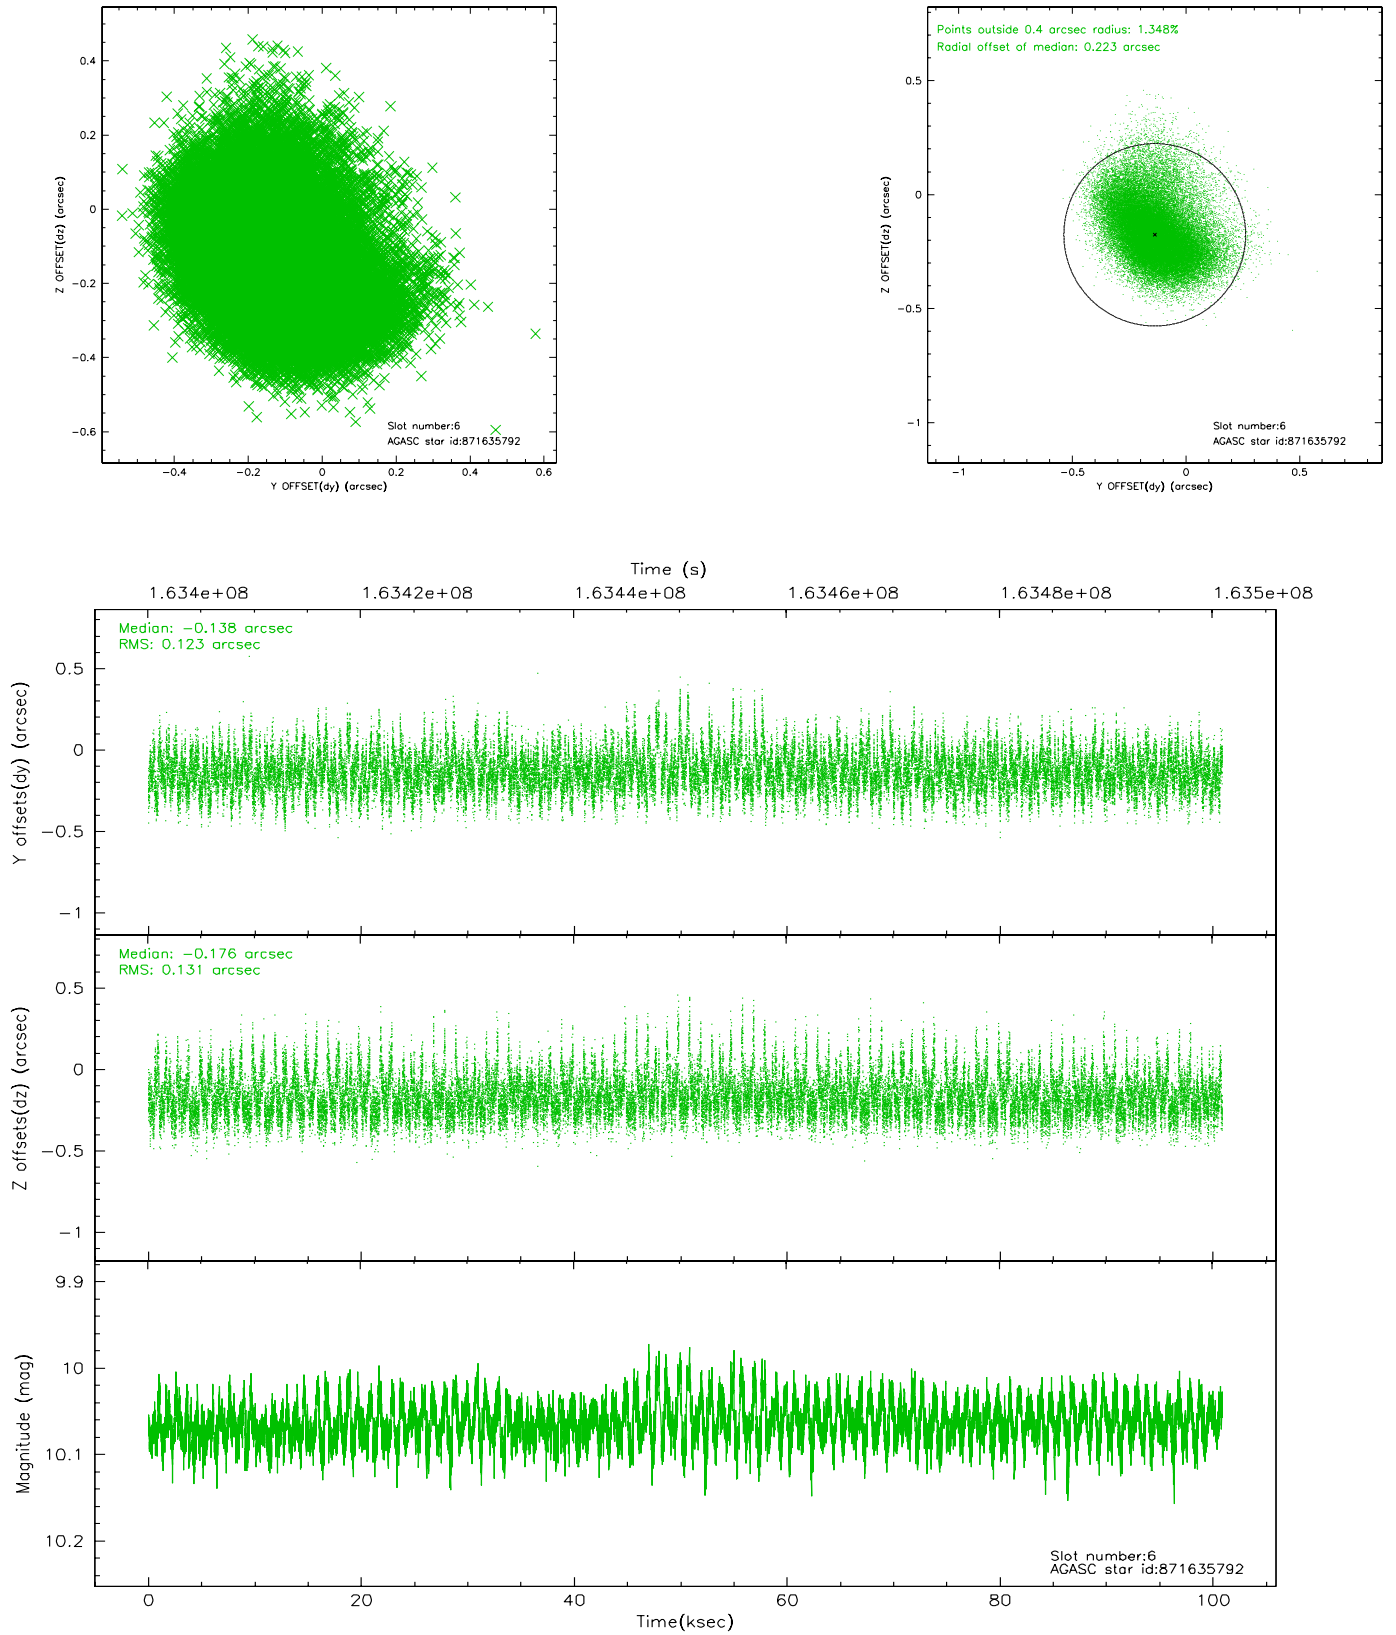 0.4
0.2
0
−0.2
−0.4
−0.6
Z OFFSET(dz) (arcsec)
−0.4 −0.2 0 0.2 0.4 0.6
Y OFFSET(dy) (arcsec)
Slot number:6
AGASC star id:871635792
Points outside 0.4 arcsec radius: 1.348%
Radial offset of median: 0.223 arcsec
0.5
0
−0.5
−1
Z OFFSET(dz) (arcsec)
−1 −0.5 0 0.5
Y OFFSET(dy) (arcsec)
Slot number:6
AGASC star id:871635792
Time (s)
1.634e+08 1.6342e+08 1.6344e+08 1.6346e+08 1.6348e+08 1.635e+08
Median: −0.138 arcsec
RMS: 0.123 arcsec
0.5
0
−0.5
−1
Y offsets(dy) (arcsec)
Median: −0.176 arcsec
RMS: 0.131 arcsec
0.5
0
−0.5
−1
Z offsets(dz) (arcsec)
9.9
10
10.1
10.2
Magnitude (mag)
Slot number:6
AGASC star id:871635792
0 20 40 60 80 100
Time(ksec)